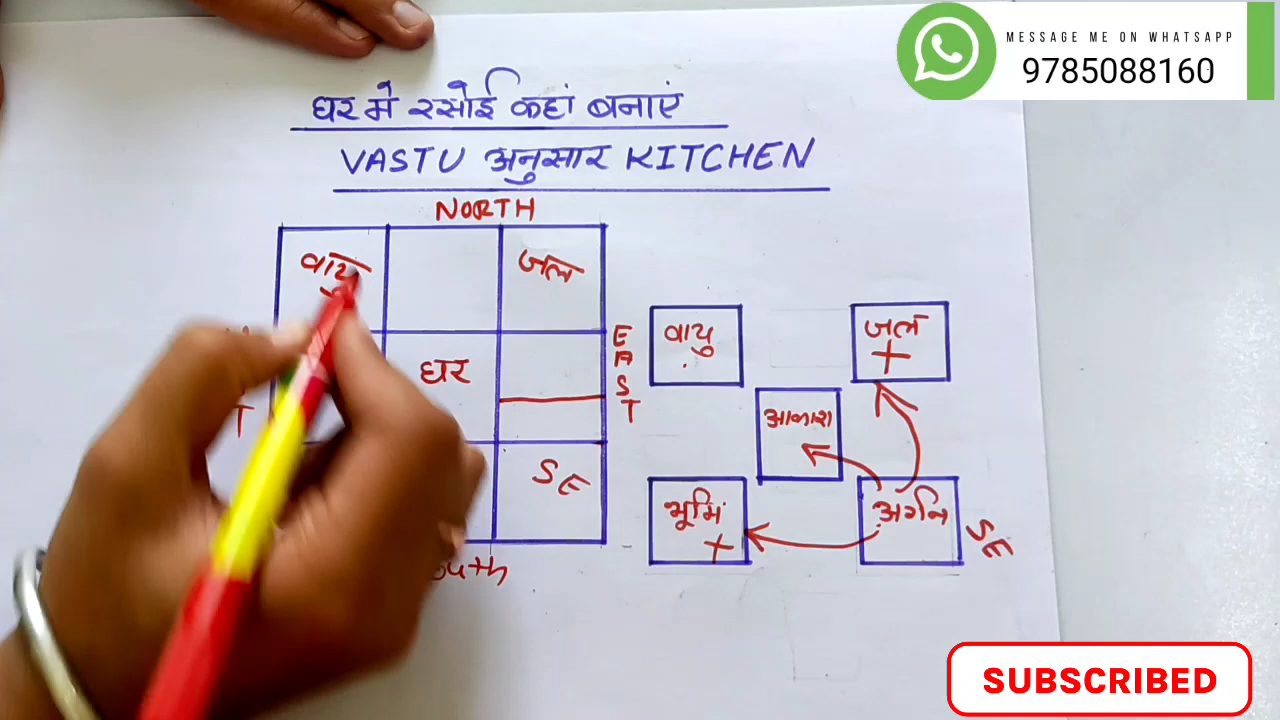 MESSAGE ME ON WHATSAPP
9785088160
घर मे रसोई कहां बनाएं
VASTU अनुसार KITCHEN
NORTH
वायु
जल
घर
EAST
SE
वायु
जल
आकाश
भूमि
अग्नि
SE
SUBSCRIBED